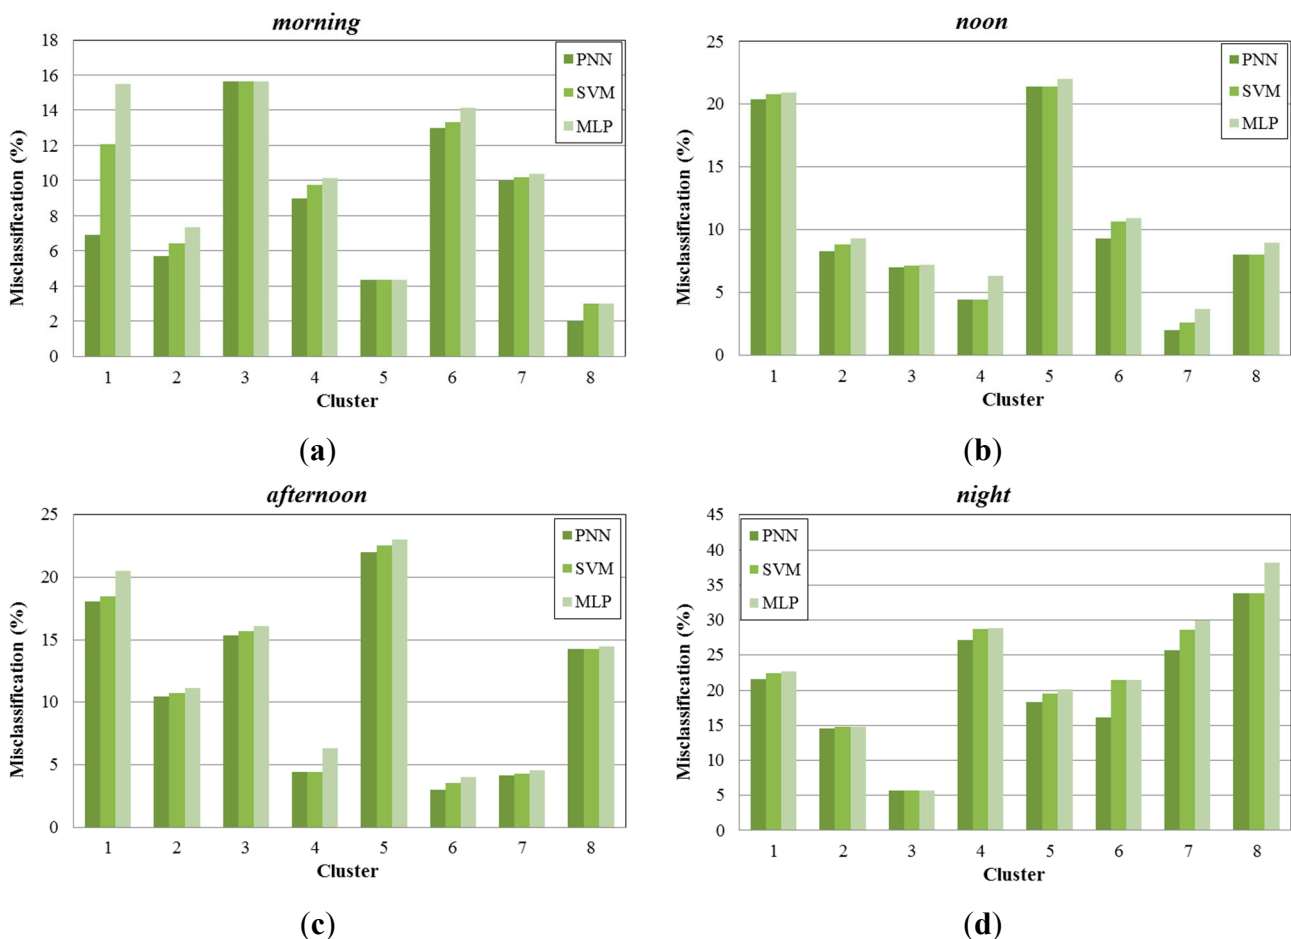 morning
18
16
14
12
10
8
6
4
2
0
Misclassification (%)
PNN
SVM
MLP
1 2 3 4 5 6 7 8
Cluster
(a)
noon
25
20
15
10
5
0
Misclassification (%)
PNN
SVM
MLP
1 2 3 4 5 6 7 8
Cluster
(b)
afternoon
25
20
15
10
5
0
Misclassification (%)
PNN
SVM
MLP
1 2 3 4 5 6 7 8
Cluster
(c)
night
45
40
35
30
25
20
15
10
5
0
Misclassification (%)
PNN
SVM
MLP
1 2 3 4 5 6 7 8
Cluster
(d)